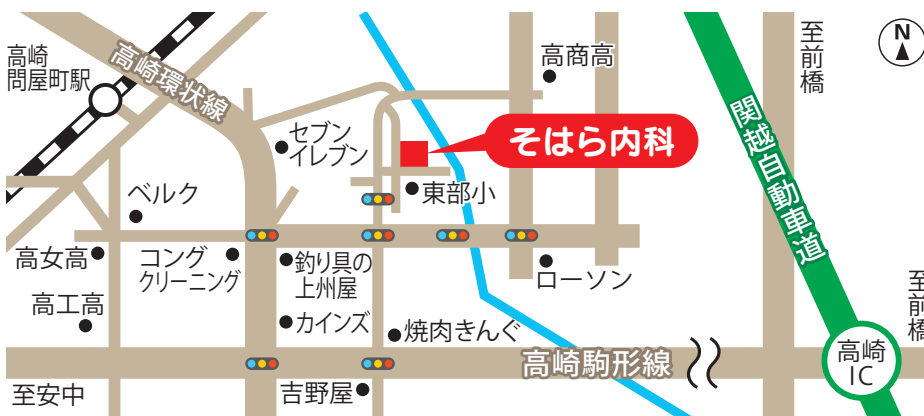 高崎
問屋町駅
高崎環状線
高商高
至前橋
N
セブン
イレブン
そはら内科
関越自動車道
ベルク
東部小
高女高
コング
クリーニング
釣り具の
上州屋
ローソン
至前橋
高工高
カインズ
焼肉きんぐ
高崎駒形線
高崎
IC
至安中
吉野屋